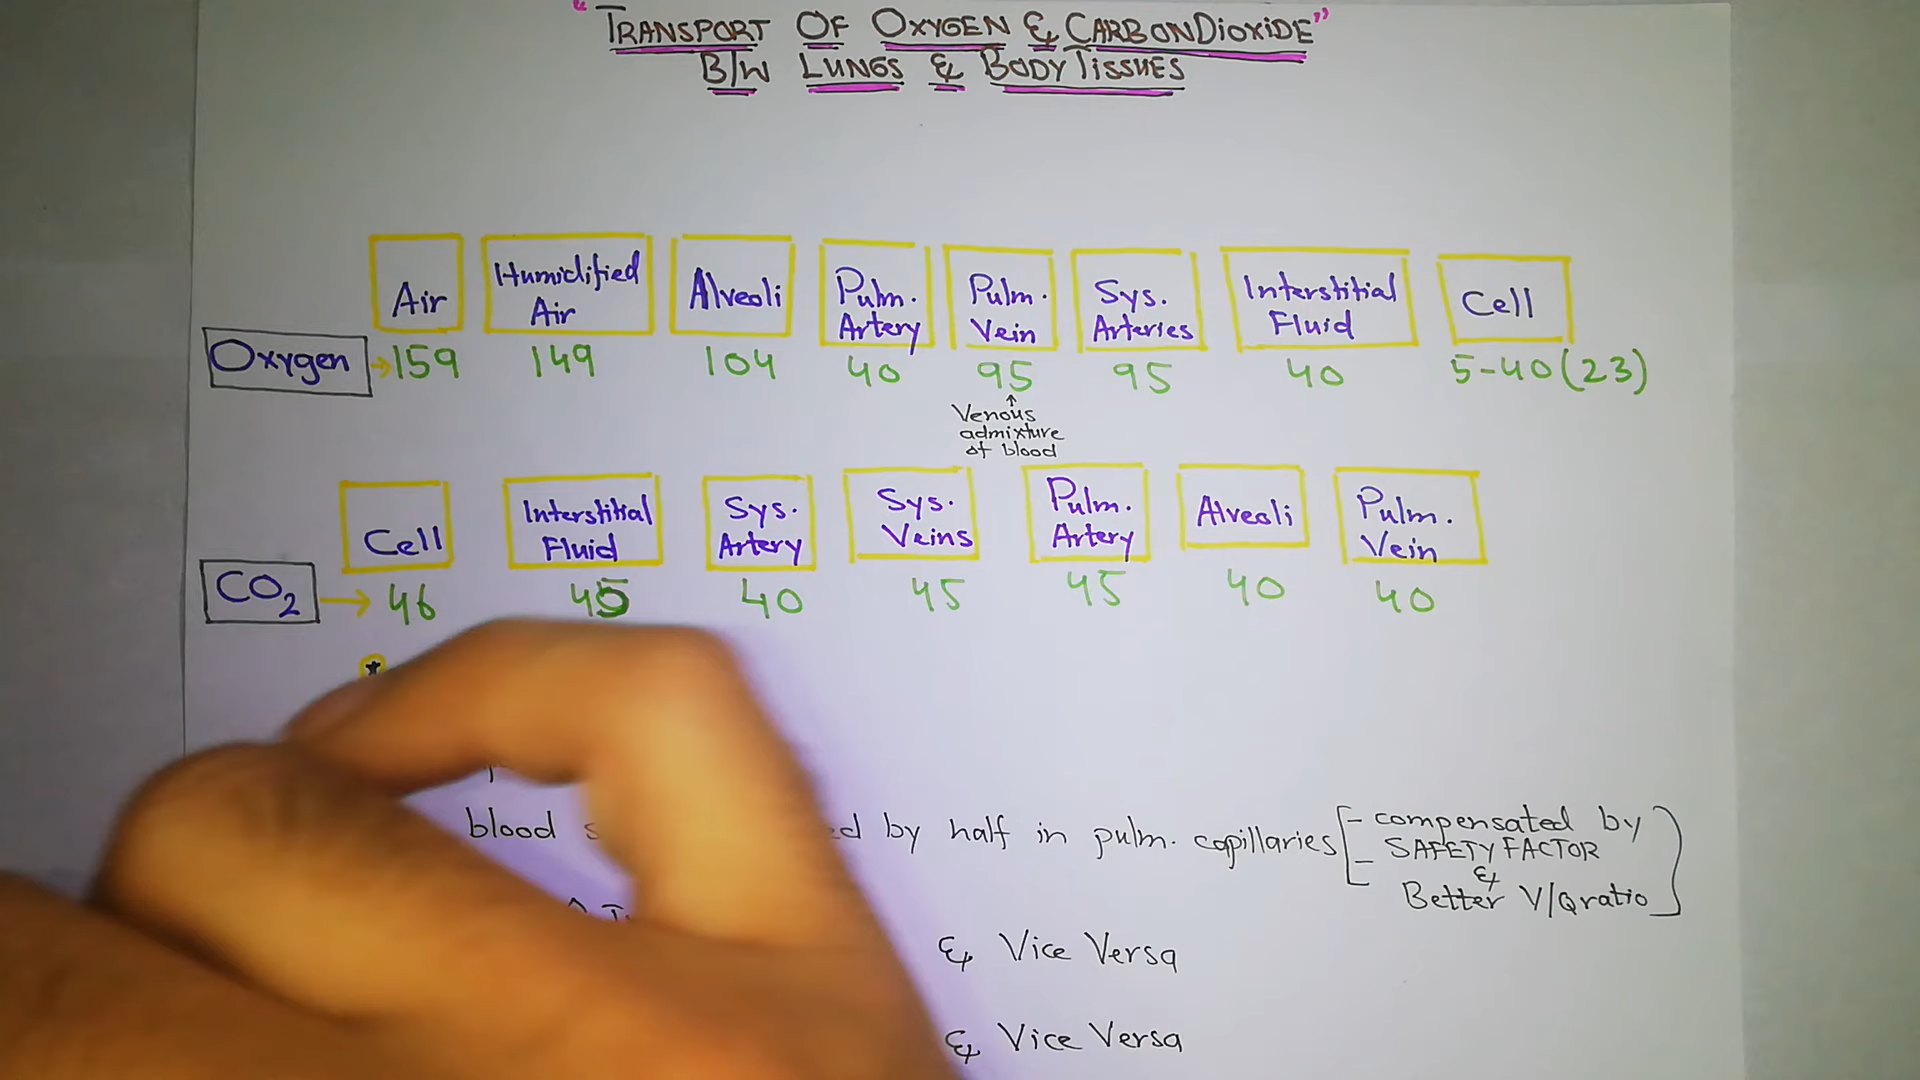 "TRANSPORT OF OXYGEN & CARBONDIOXIDE"
B/W LUNGS & BODY TISSUES
Air
Humidified
Air
Alveoli
Pulm.
Artery
Pulm.
Vein
Sys.
Arteries
Interstitial
Fluid
Cell
Oxygen → 159 149 104 40 95 95 40 5-40(23)
↑
Venous
admixture
of blood
Cell
Interstitial
Fluid
Sys.
Artery
Sys.
Veins
Pulm.
Artery
Alveoli
Pulm.
Vein
CO2 → 46 45 40 45 45 40 40
*
blood by half in pulm. capillaries
- compensated by
- SAFETY FACTOR
&
Better V/Q ratio
& Vice Versa
& Vice Versa